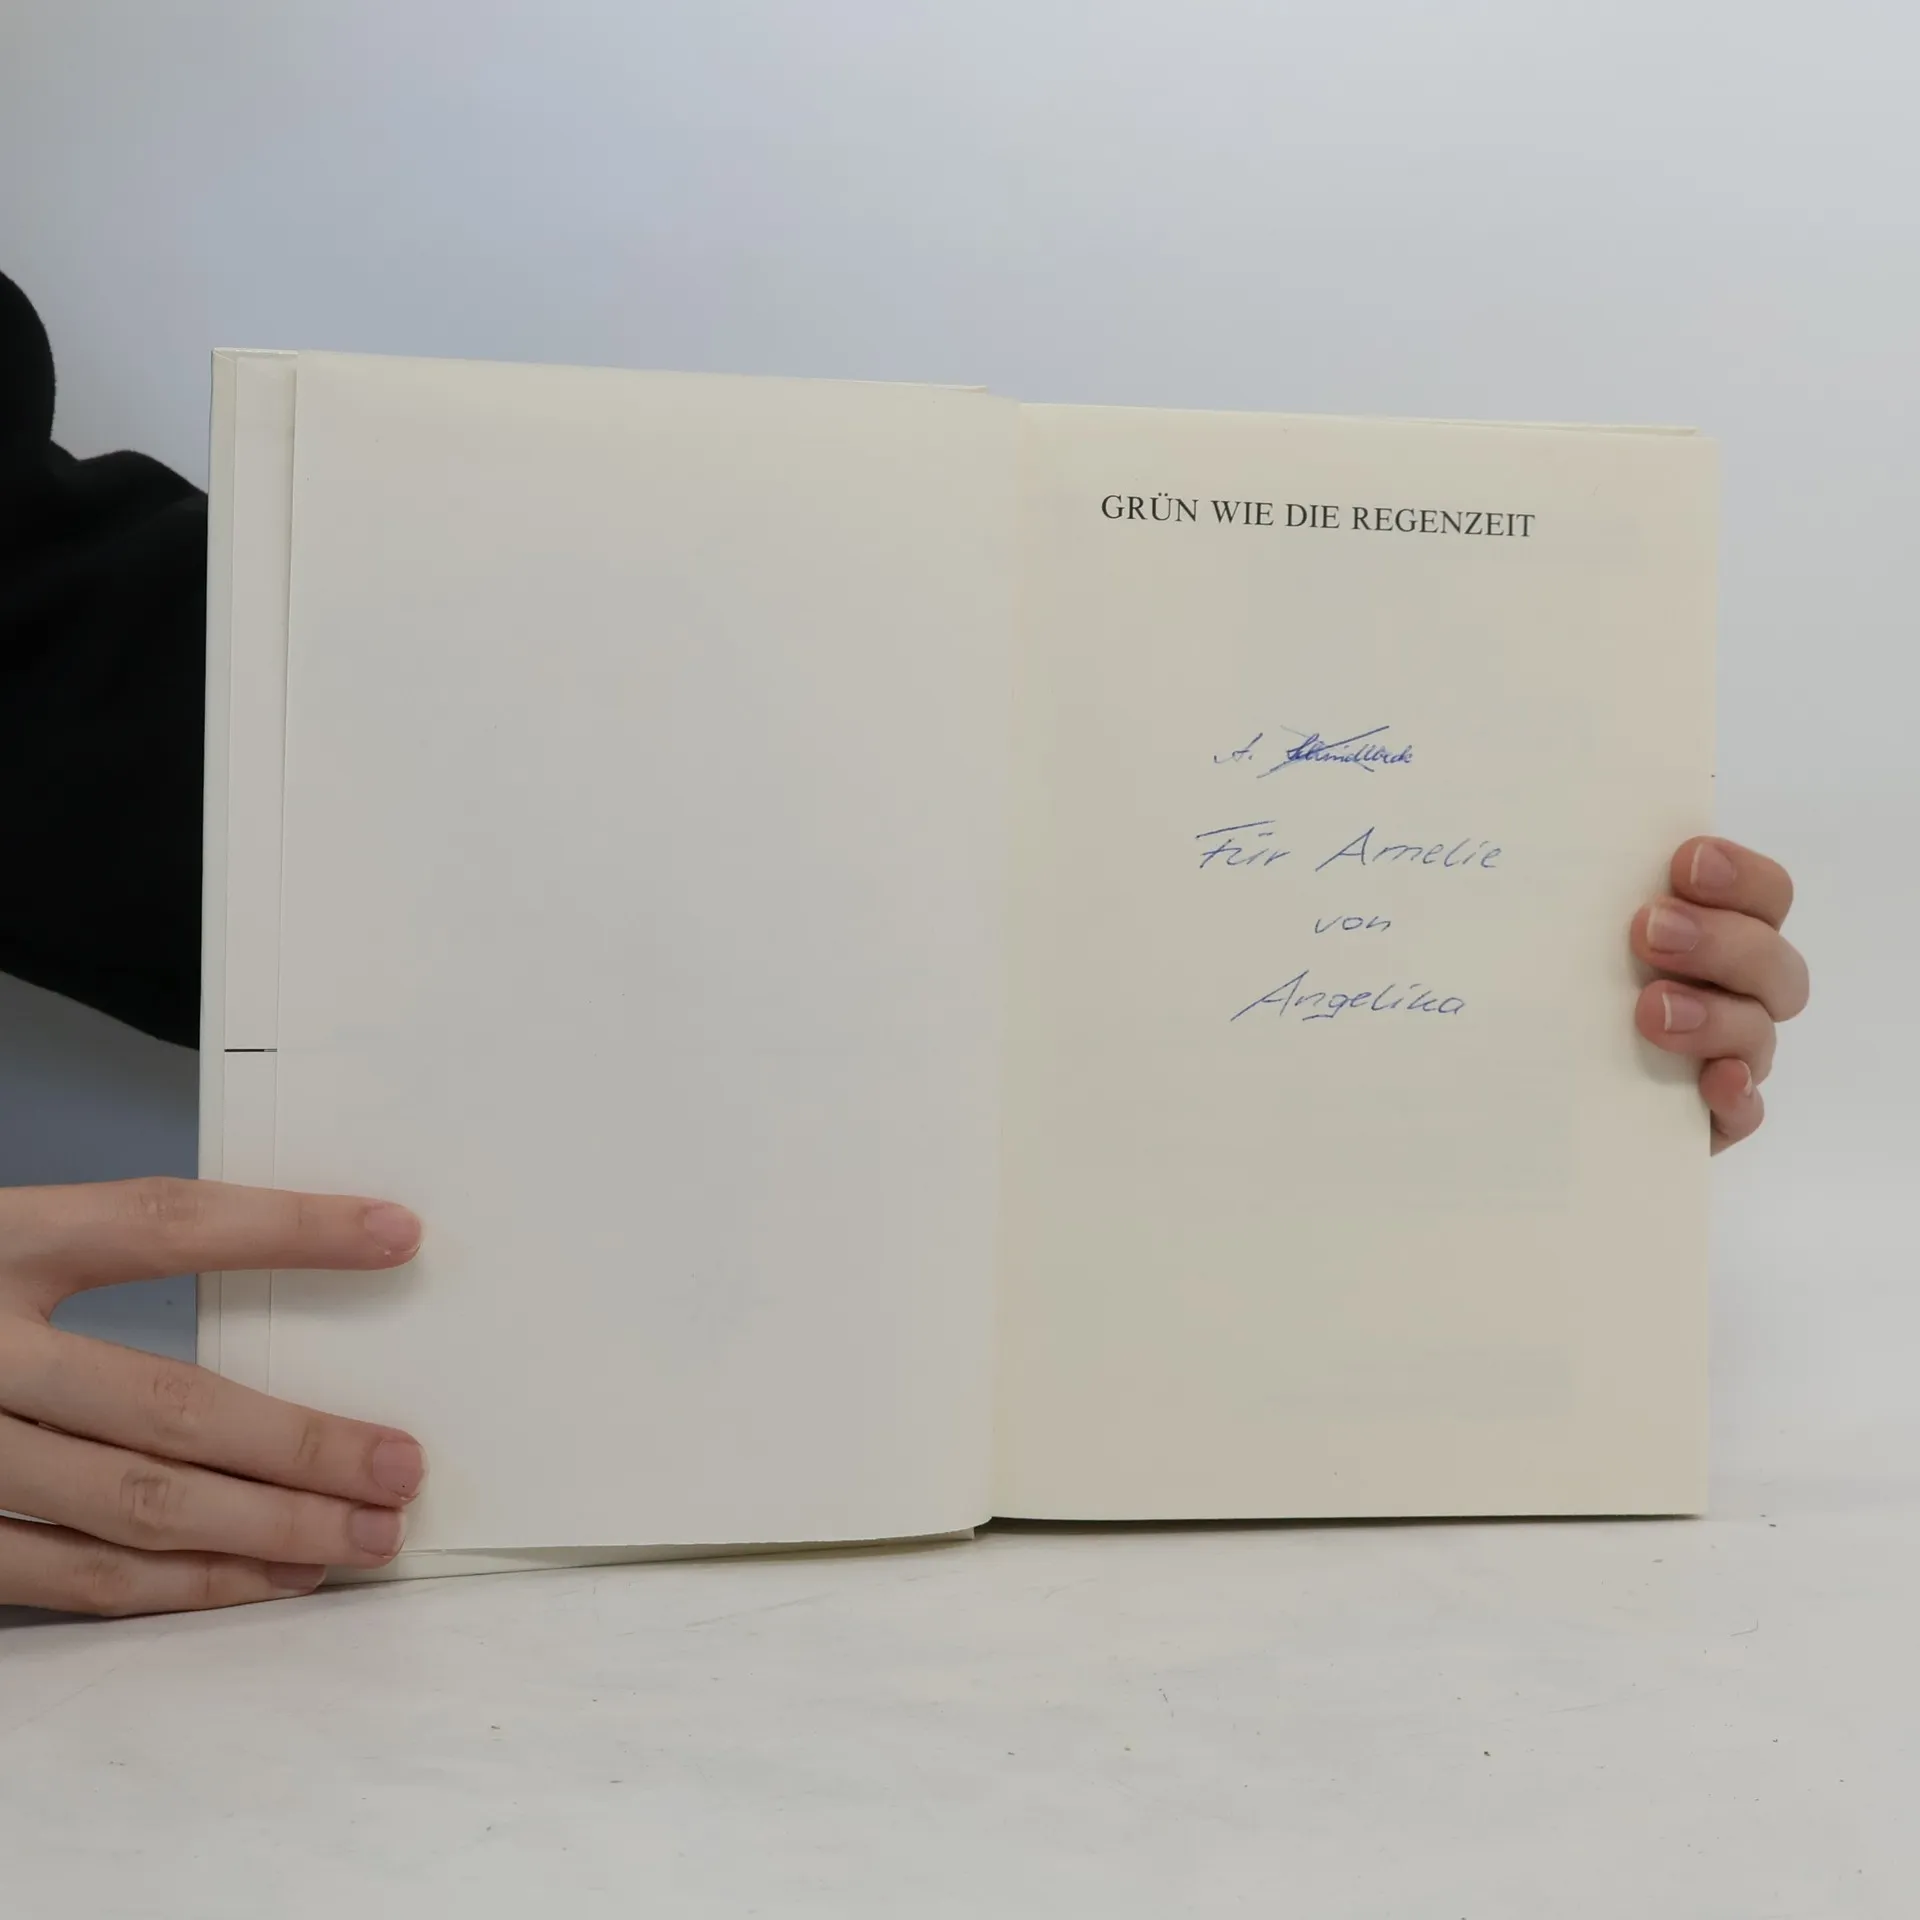 GRÜN WIE DIE REGENZEIT
A.
Für Amelie
von
Angelika